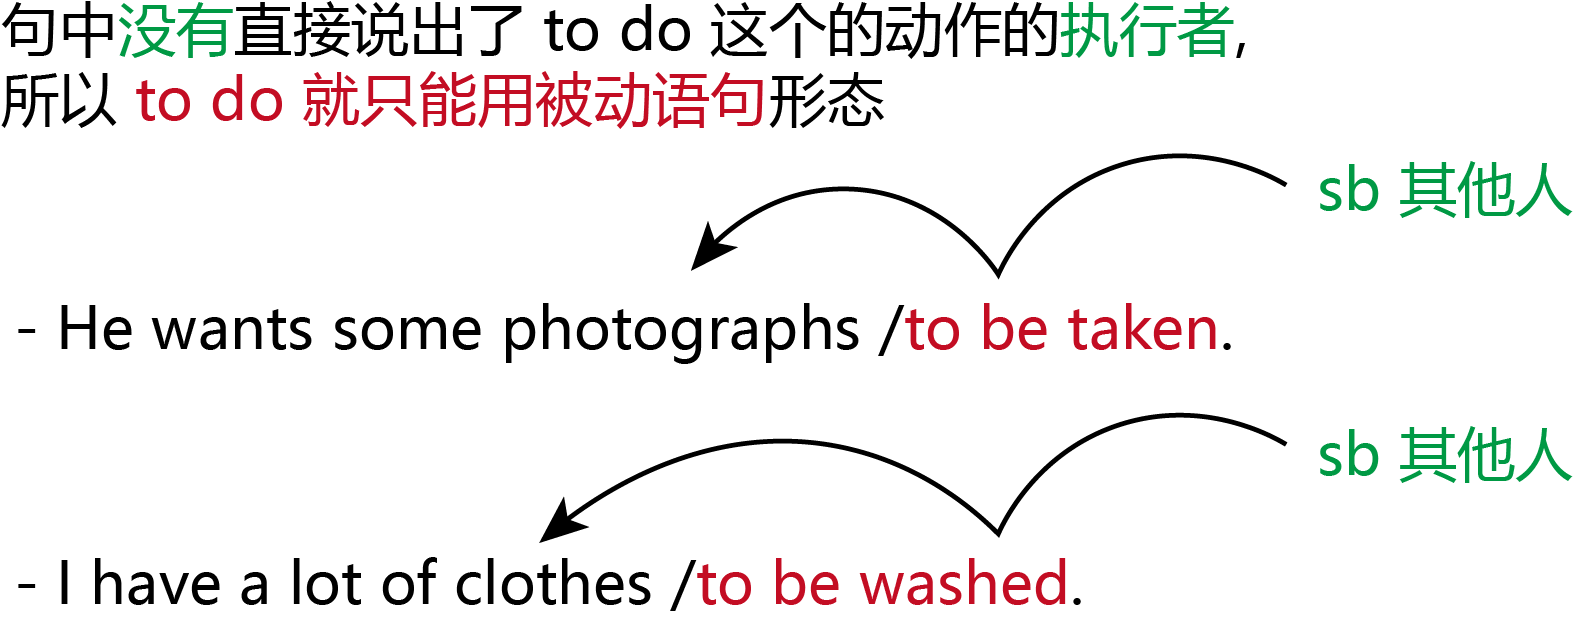 句中没有直接说出了 to do 这个的动作的执行者,
所以 to do 就只能用被动语句形态
sb 其他人
- He wants some photographs /to be taken.
sb 其他人
- I have a lot of clothes /to be washed.